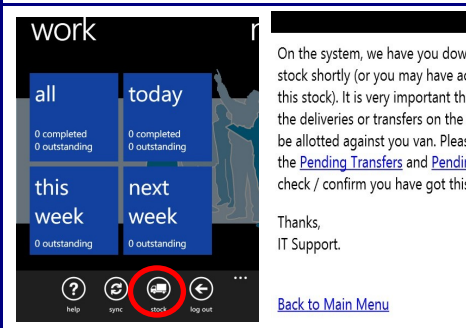 work
all
0 completed
0 outstanding
today
0 completed
0 outstanding
this
week
0 outstanding
next
week
0 outstanding
help
sync
stock
log out
On the system, we have you dow
stock shortly (or you may have a
this stock). It is very important th
the deliveries or transfers on the
be allotted against you van. Pleas
the Pending Transfers and Pendin
check / confirm you have got this
Thanks,
IT Support.
Back to Main Menu